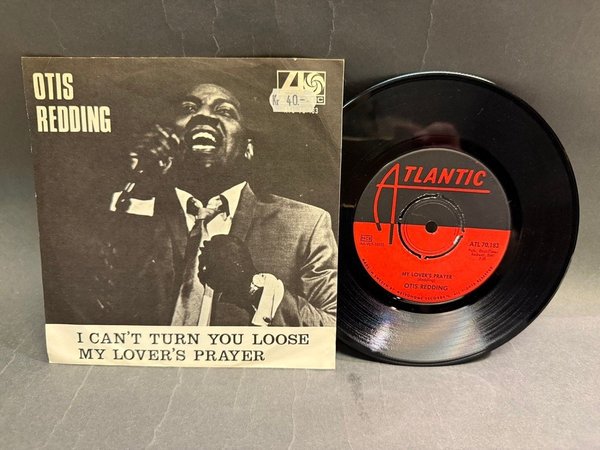 OTIS
REDDING
Kr 40.-
I CAN'T TURN YOU LOOSE
MY LOVER'S PRAYER
ATLANTIC
ATL 70.183
MY LOVER'S PRAYER
OTIS REDDING